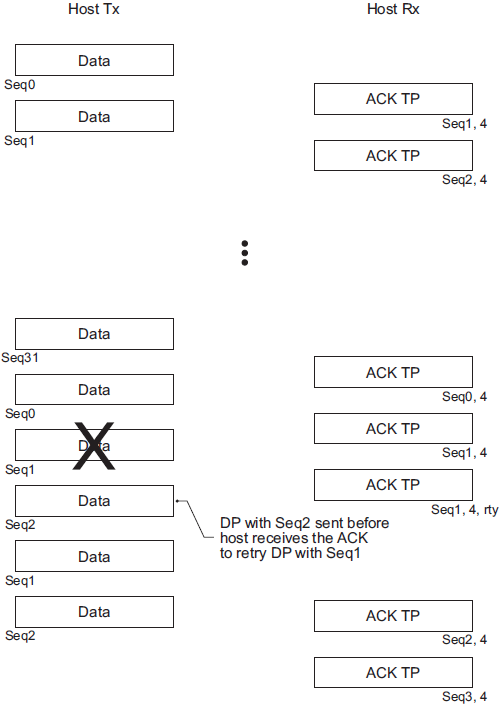 Host Tx
Host Rx
Data
Seq0
ACK TP
Data
Seq1, 4
Seq1
ACK TP
Seq2, 4
Data
Seq31
ACK TP
Data
Seq0, 4
Seq0
ACK TP
Data
Seq1, 4
Seq1
ACK TP
Data
Seq1, 4, rty
Seq2
DP with Seq2 sent before
host receives the ACK
to retry DP with Seq1
Data
Seq1
Data
ACK TP
Seq2
Seq2, 4
ACK TP
Seq3, 4